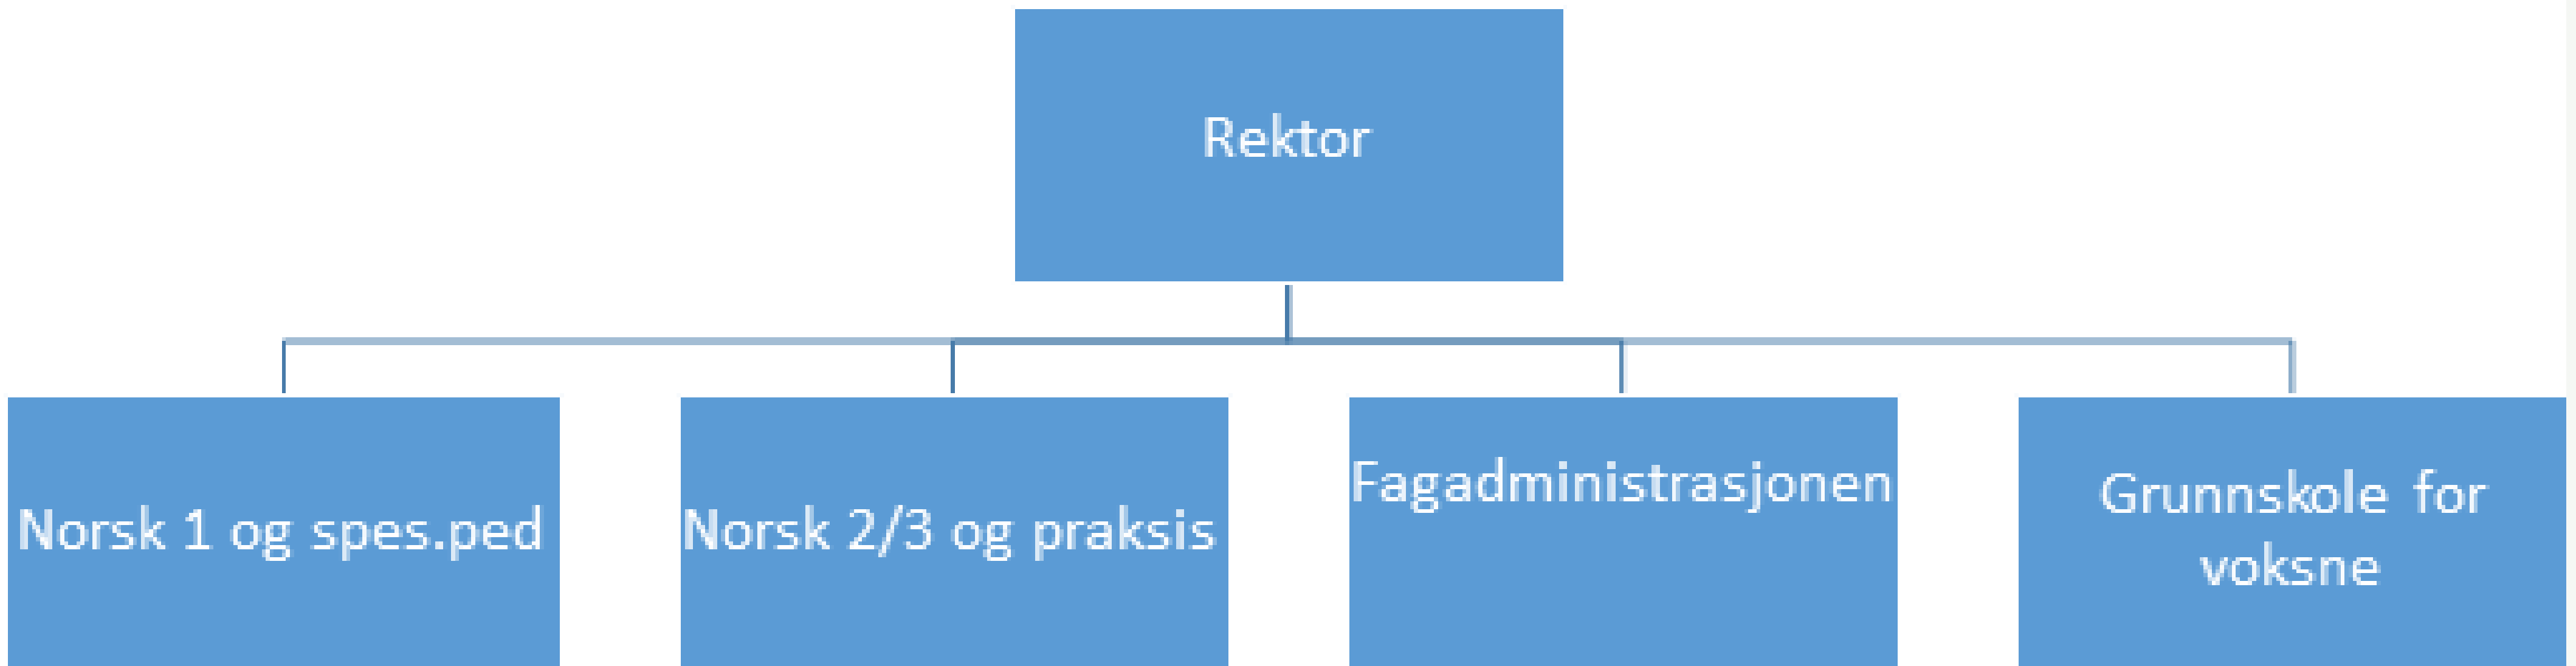 Rektor
Norsk 1 og spes.ped
Norsk 2/3 og praksis
Fagadministrasjonen
Grunnskole for
voksne